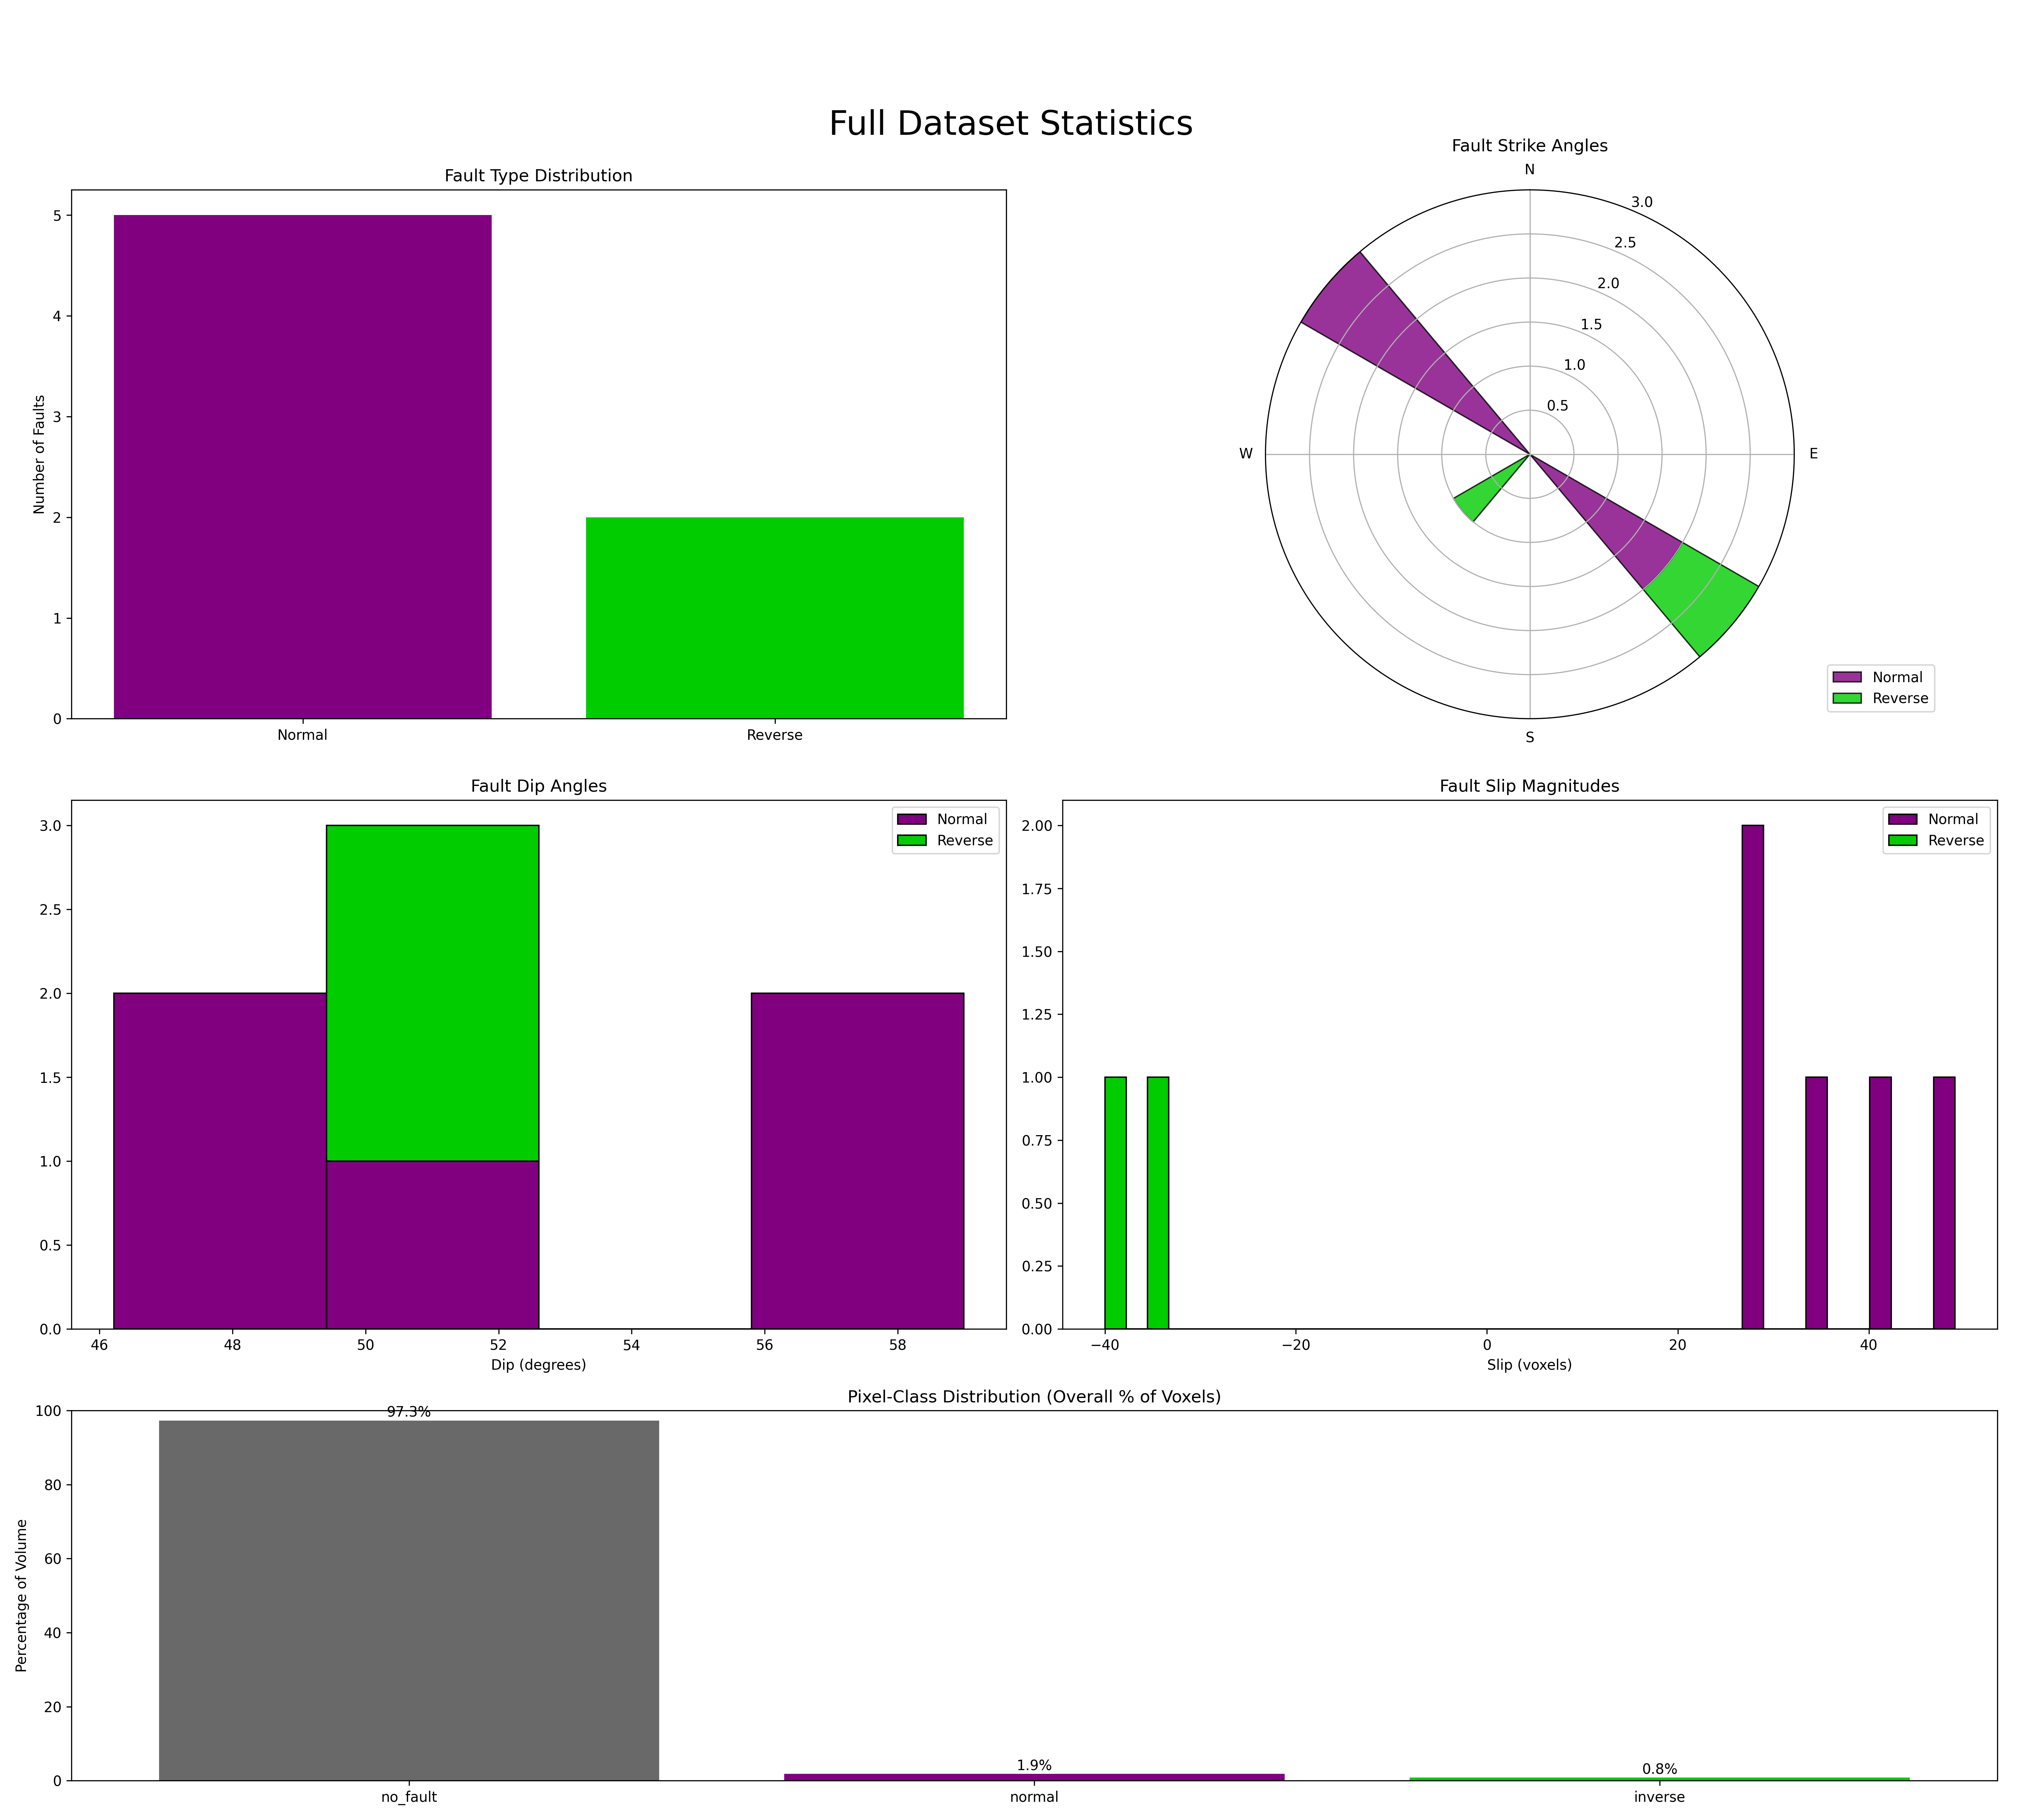 Full Dataset Statistics
Fault Type Distribution
Number of Faults
5
4
3
2
1
0
Normal
Reverse
Fault Strike Angles
N
3.0
2.5
2.0
1.5
1.0
0.5
W
E
S
Normal
Reverse
Fault Dip Angles
3.0
2.5
2.0
1.5
1.0
0.5
0.0
46 48 50 52 54 56 58
Dip (degrees)
Normal
Reverse
Fault Slip Magnitudes
2.00
1.75
1.50
1.25
1.00
0.75
0.50
0.25
0.00
−40 −20 0 20 40
Slip (voxels)
Normal
Reverse
Pixel-Class Distribution (Overall % of Voxels)
Percentage of Volume
100
80
60
40
20
0
97.3%
1.9%
0.8%
no_fault
normal
inverse